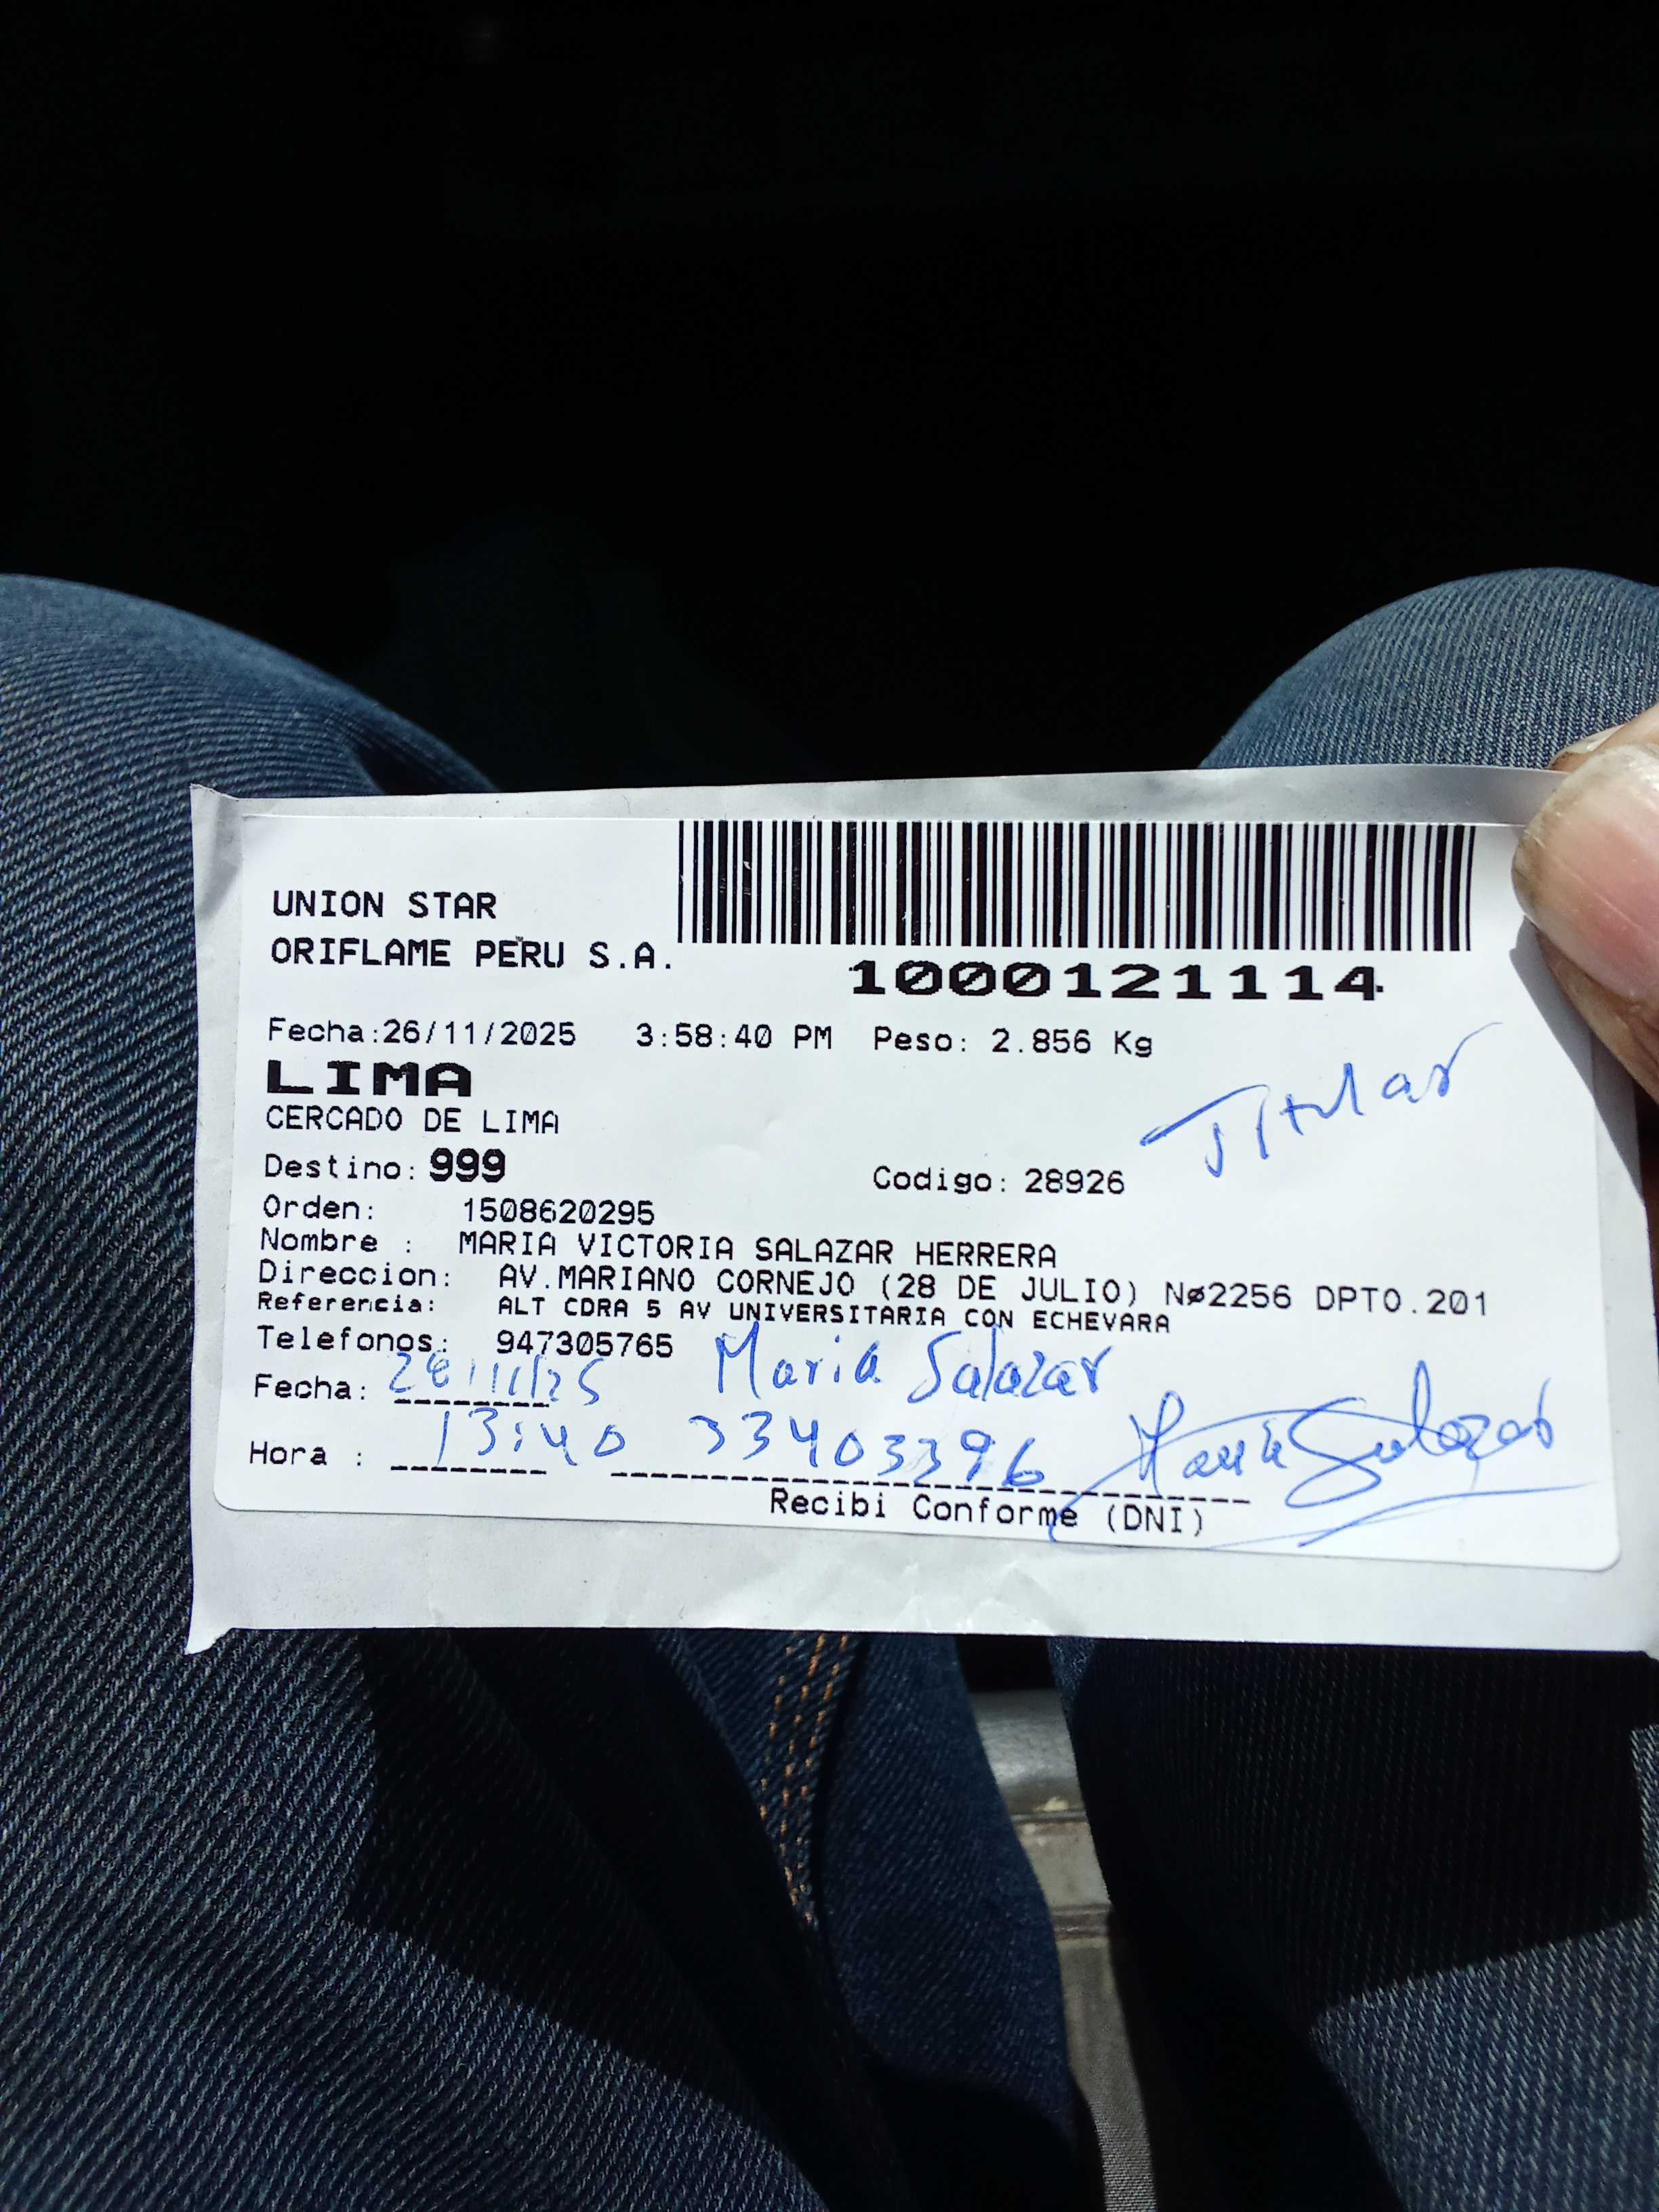 UNION STAR
ORIFLAME PERU S.A.
1000121114
Fecha:26/11/2025 3:58:40 PM Peso: 2.856 Kg
LIMA
CERCADO DE LIMA
Titular
Destino: 999 Codigo: 28926
Orden: 1508620295
Nombre : MARIA VICTORIA SALAZAR HERRERA
Direccion: AV.MARIANO CORNEJO (28 DE JULIO) Nø2256 DPTO.201
Referencia: ALT CDRA 5 AV UNIVERSITARIA CON ECHEVARA
Telefonos: 947305765
Fecha: 28/11/25 Maria Salazar
Hora : 13:40 33403396 Maria Salazar
Recibi Conforme (DNI)